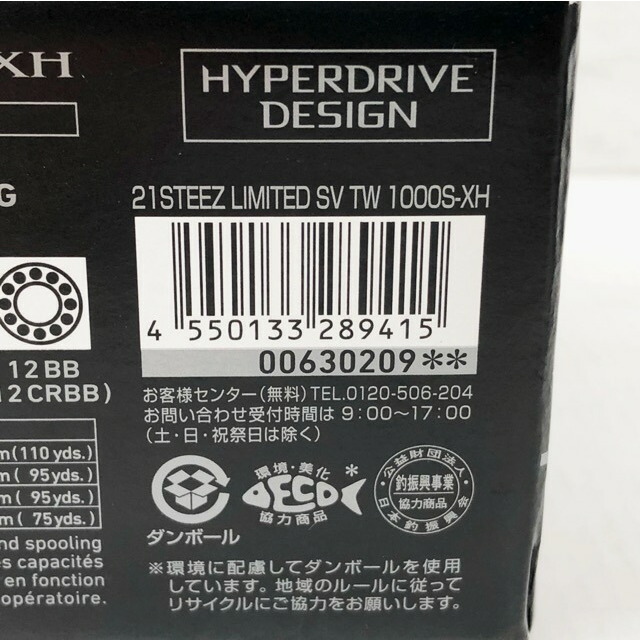 XH
HYPERDRIVE
DESIGN
G
21STEEZ LIMITED SV TW 1000S-XH
4 550133 289415
00630209**
12BB
12CRBB)
お客様センター(無料)TEL.0120-506-204
お問い合わせ受付時間は 9:00〜17:00
(土・日・祝祭日は除く)
m(110yds.)
m( 95yds.)
m( 95yds.)
m( 75yds.)
環境・美化
DECO
協力商品
公益財団法人
釣振興事業
協力商品
日本釣振興会
ダンボール
nd spooling
es capacités
en fonction
opératoire.
※環境に配慮してダンボールを使用
しています。地域のルールに従って
リサイクルにご協力をお願いします。